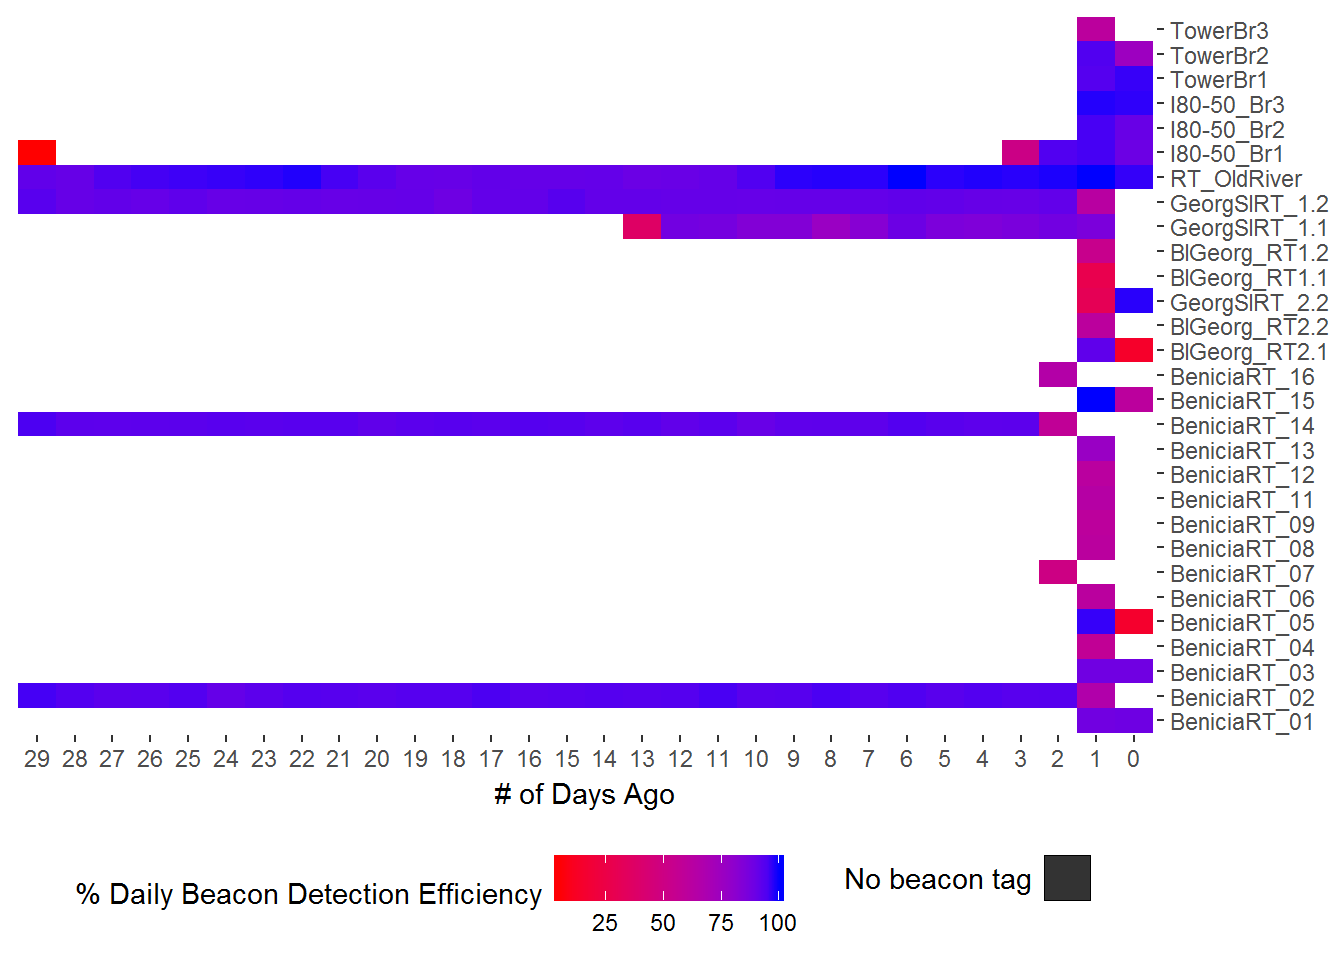 TowerBr3
TowerBr2
TowerBr1
I80-50_Br3
I80-50_Br2
I80-50_Br1
RT_OldRiver
GeorgSlRT_1.2
GeorgSlRT_1.1
BlGeorg_RT1.2
BlGeorg_RT1.1
GeorgSlRT_2.2
BlGeorg_RT2.2
BlGeorg_RT2.1
BeniciaRT_16
BeniciaRT_15
BeniciaRT_14
BeniciaRT_13
BeniciaRT_12
BeniciaRT_11
BeniciaRT_09
BeniciaRT_08
BeniciaRT_07
BeniciaRT_06
BeniciaRT_05
BeniciaRT_04
BeniciaRT_03
BeniciaRT_02
BeniciaRT_01
29 28 27 26 25 24 23 22 21 20 19 18 17 16 15 14 13 12 11 10 9 8 7 6 5 4 3 2 1 0
# of Days Ago
% Daily Beacon Detection Efficiency
25 50 75 100
No beacon tag